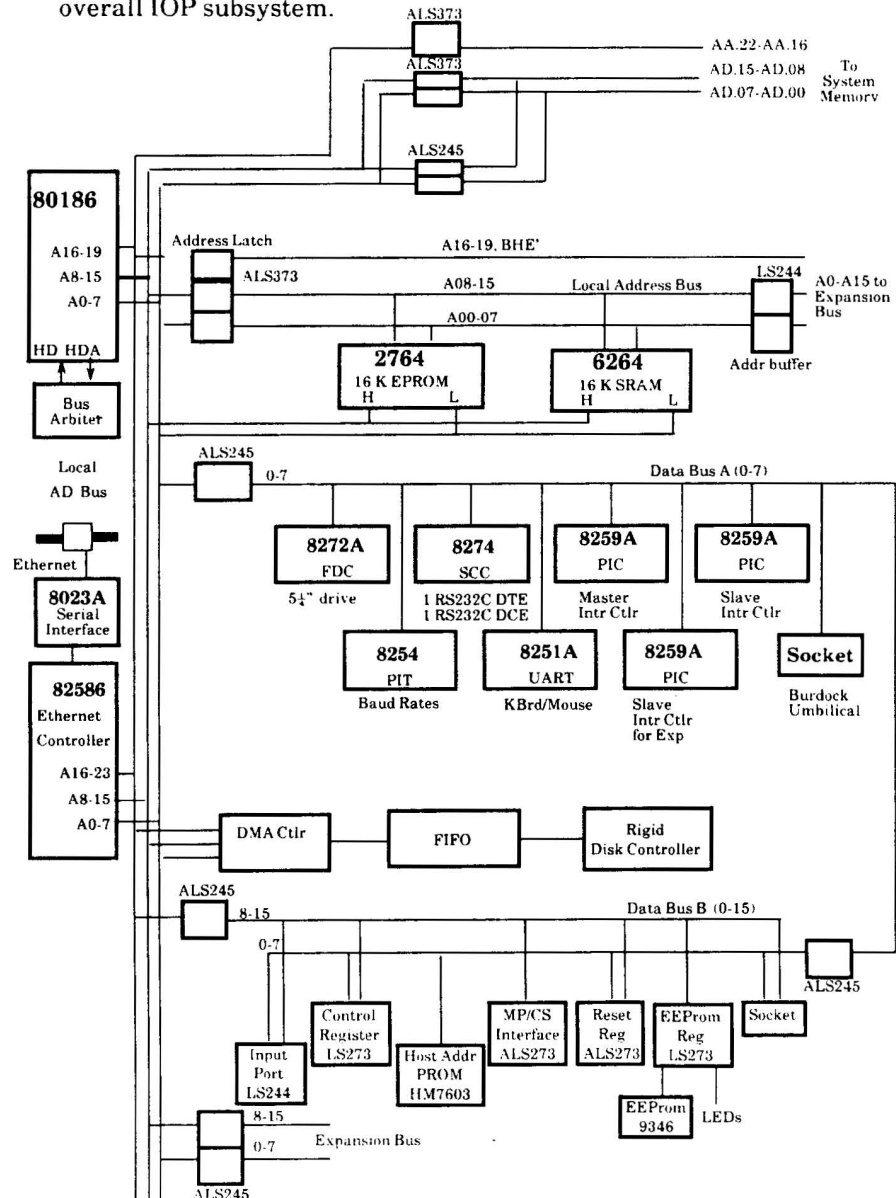 overall IOP subsystem.
ALS373
AA.22-AA.16
ALS373
AD.15-AD.08
AD.07-AD.00
To
System
Memory
ALS245
80186
A16-19
A8-15
A0-7
HD HDA
Bus
Arbiter
Address Latch
ALS373
A16-19, BHE'
A08-15
Local Address Bus
A00-07
LS244
A0-A15 to
Expansion
Bus
Addr buffer
2764
16 K EPROM
H L
6264
16 K SRAM
H L
Local
AD Bus
ALS245
0-7
Data Bus A (0-7)
8272A
FDC
5¼" drive
8274
SCC
1 RS232C DTE
1 RS232C DCE
8259A
PIC
Master
Intr Ctlr
8259A
PIC
Slave
Intr Ctlr
8254
PIT
Baud Rates
8251A
UART
KBrd/Mouse
8259A
PIC
Slave
Intr Ctlr
for Exp
Socket
Burdock
Umbilical
Ethernet
8023A
Serial
Interface
82586
Ethernet
Controller
A16-23
A8-15
A0-7
DMA Ctlr
FIFO
Rigid
Disk Controller
ALS245
8-15
Data Bus B (0-15)
0-7
ALS245
Input
Port
LS244
Control
Register
LS273
Host Addr
PROM
HM7603
MP/CS
Interface
ALS273
Reset
Reg
ALS273
EEProm
Reg
LS273
Socket
EEProm
9346
LEDs
8-15
0-7
Expansion Bus
ALS245